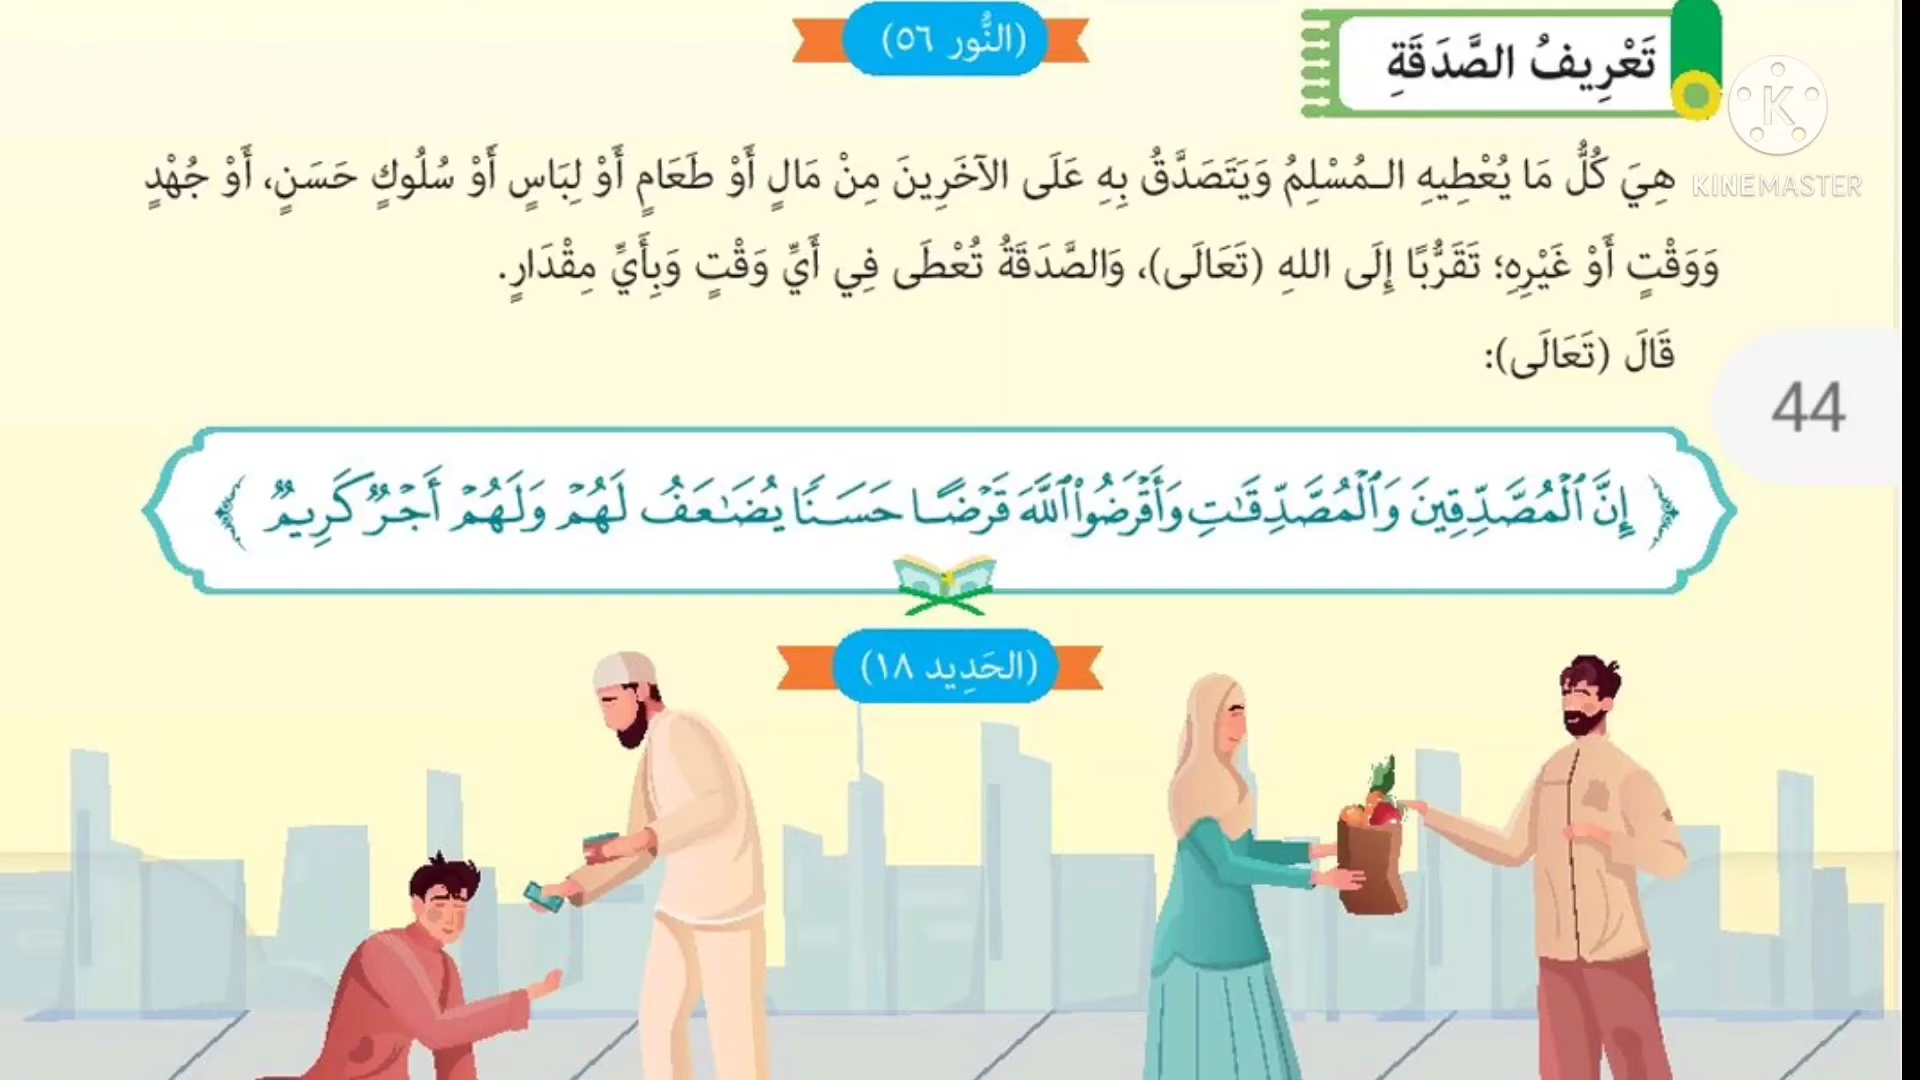 (النُّور ٥٦)
تَعْرِيفُ الصَّدَقَةِ
KINEMASTER
هِيَ كُلُّ مَا يُعْطِيهِ الـمُسْلِمُ وَيَتَصَدَّقُ بِهِ عَلَى الآخَرِينَ مِنْ مَالٍ أَوْ طَعَامٍ أَوْ لِبَاسٍ أَوْ سُلُوكٍ حَسَنٍ، أَوْ جُهْدٍ
وَوَقْتٍ أَوْ غَيْرِهِ؛ تَقَرُّبًا إِلَى اللهِ (تَعَالَى)، وَالصَّدَقَةُ تُعْطَى فِي أَيِّ وَقْتٍ وَبِأَيِّ مِقْدَارٍ.
قَالَ (تَعَالَى):
44
﴿إِنَّ ٱلۡمُصَّدِّقِينَ وَٱلۡمُصَّدِّقَٰتِ وَأَقۡرَضُواْ ٱللَّهَ قَرۡضًا حَسَنٗا يُضَٰعَفُ لَهُمۡ وَلَهُمۡ أَجۡرٞ كَرِيمٞ﴾
(الحَدِيد ١٨)